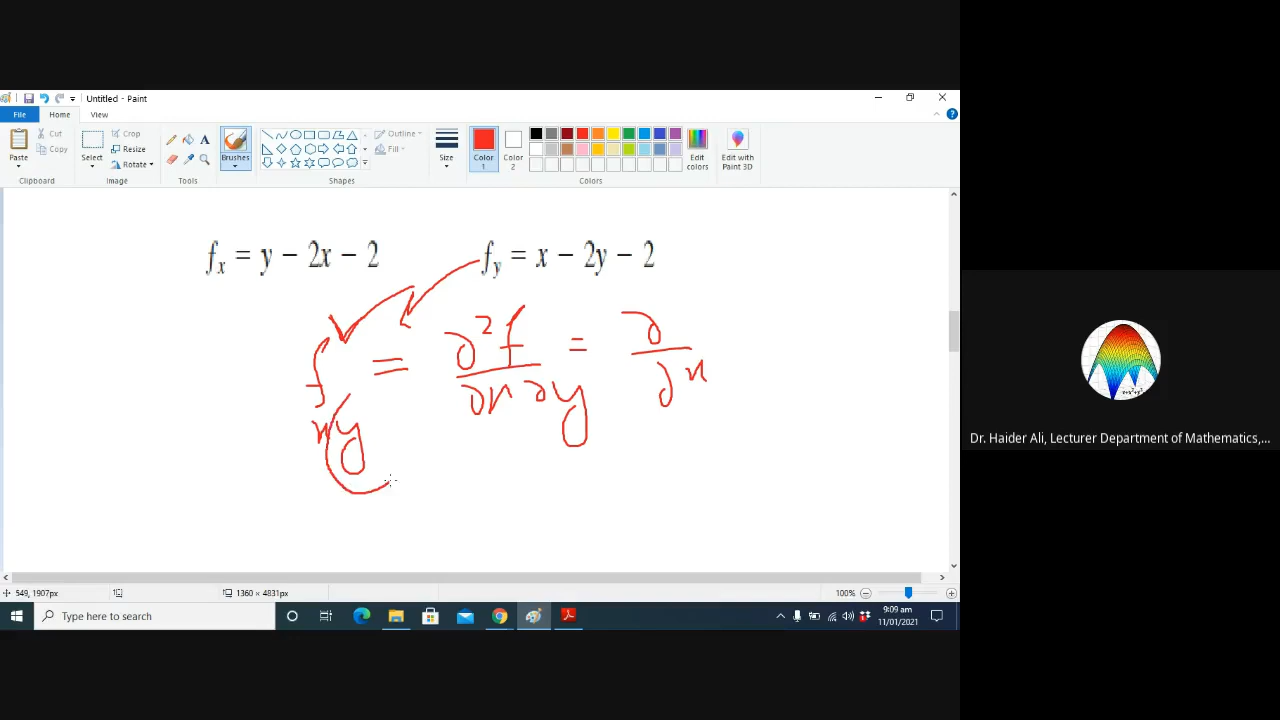 Untitled - Paint
File Home View
Paste Cut Copy Select Crop Resize Rotate Brushes Outline Fill Size Color 1 Color 2 Edit colors Edit with Paint 3D
Clipboard Image Tools Shapes Colors
f_x = y − 2x − 2 f_y = x − 2y − 2
f_xy = ∂²f/∂x∂y = ∂/∂x
Dr. Haider Ali, Lecturer Department of Mathematics,...
549, 1907px 1360 × 4831px 100%
Type here to search 9:09 am
11/01/2021